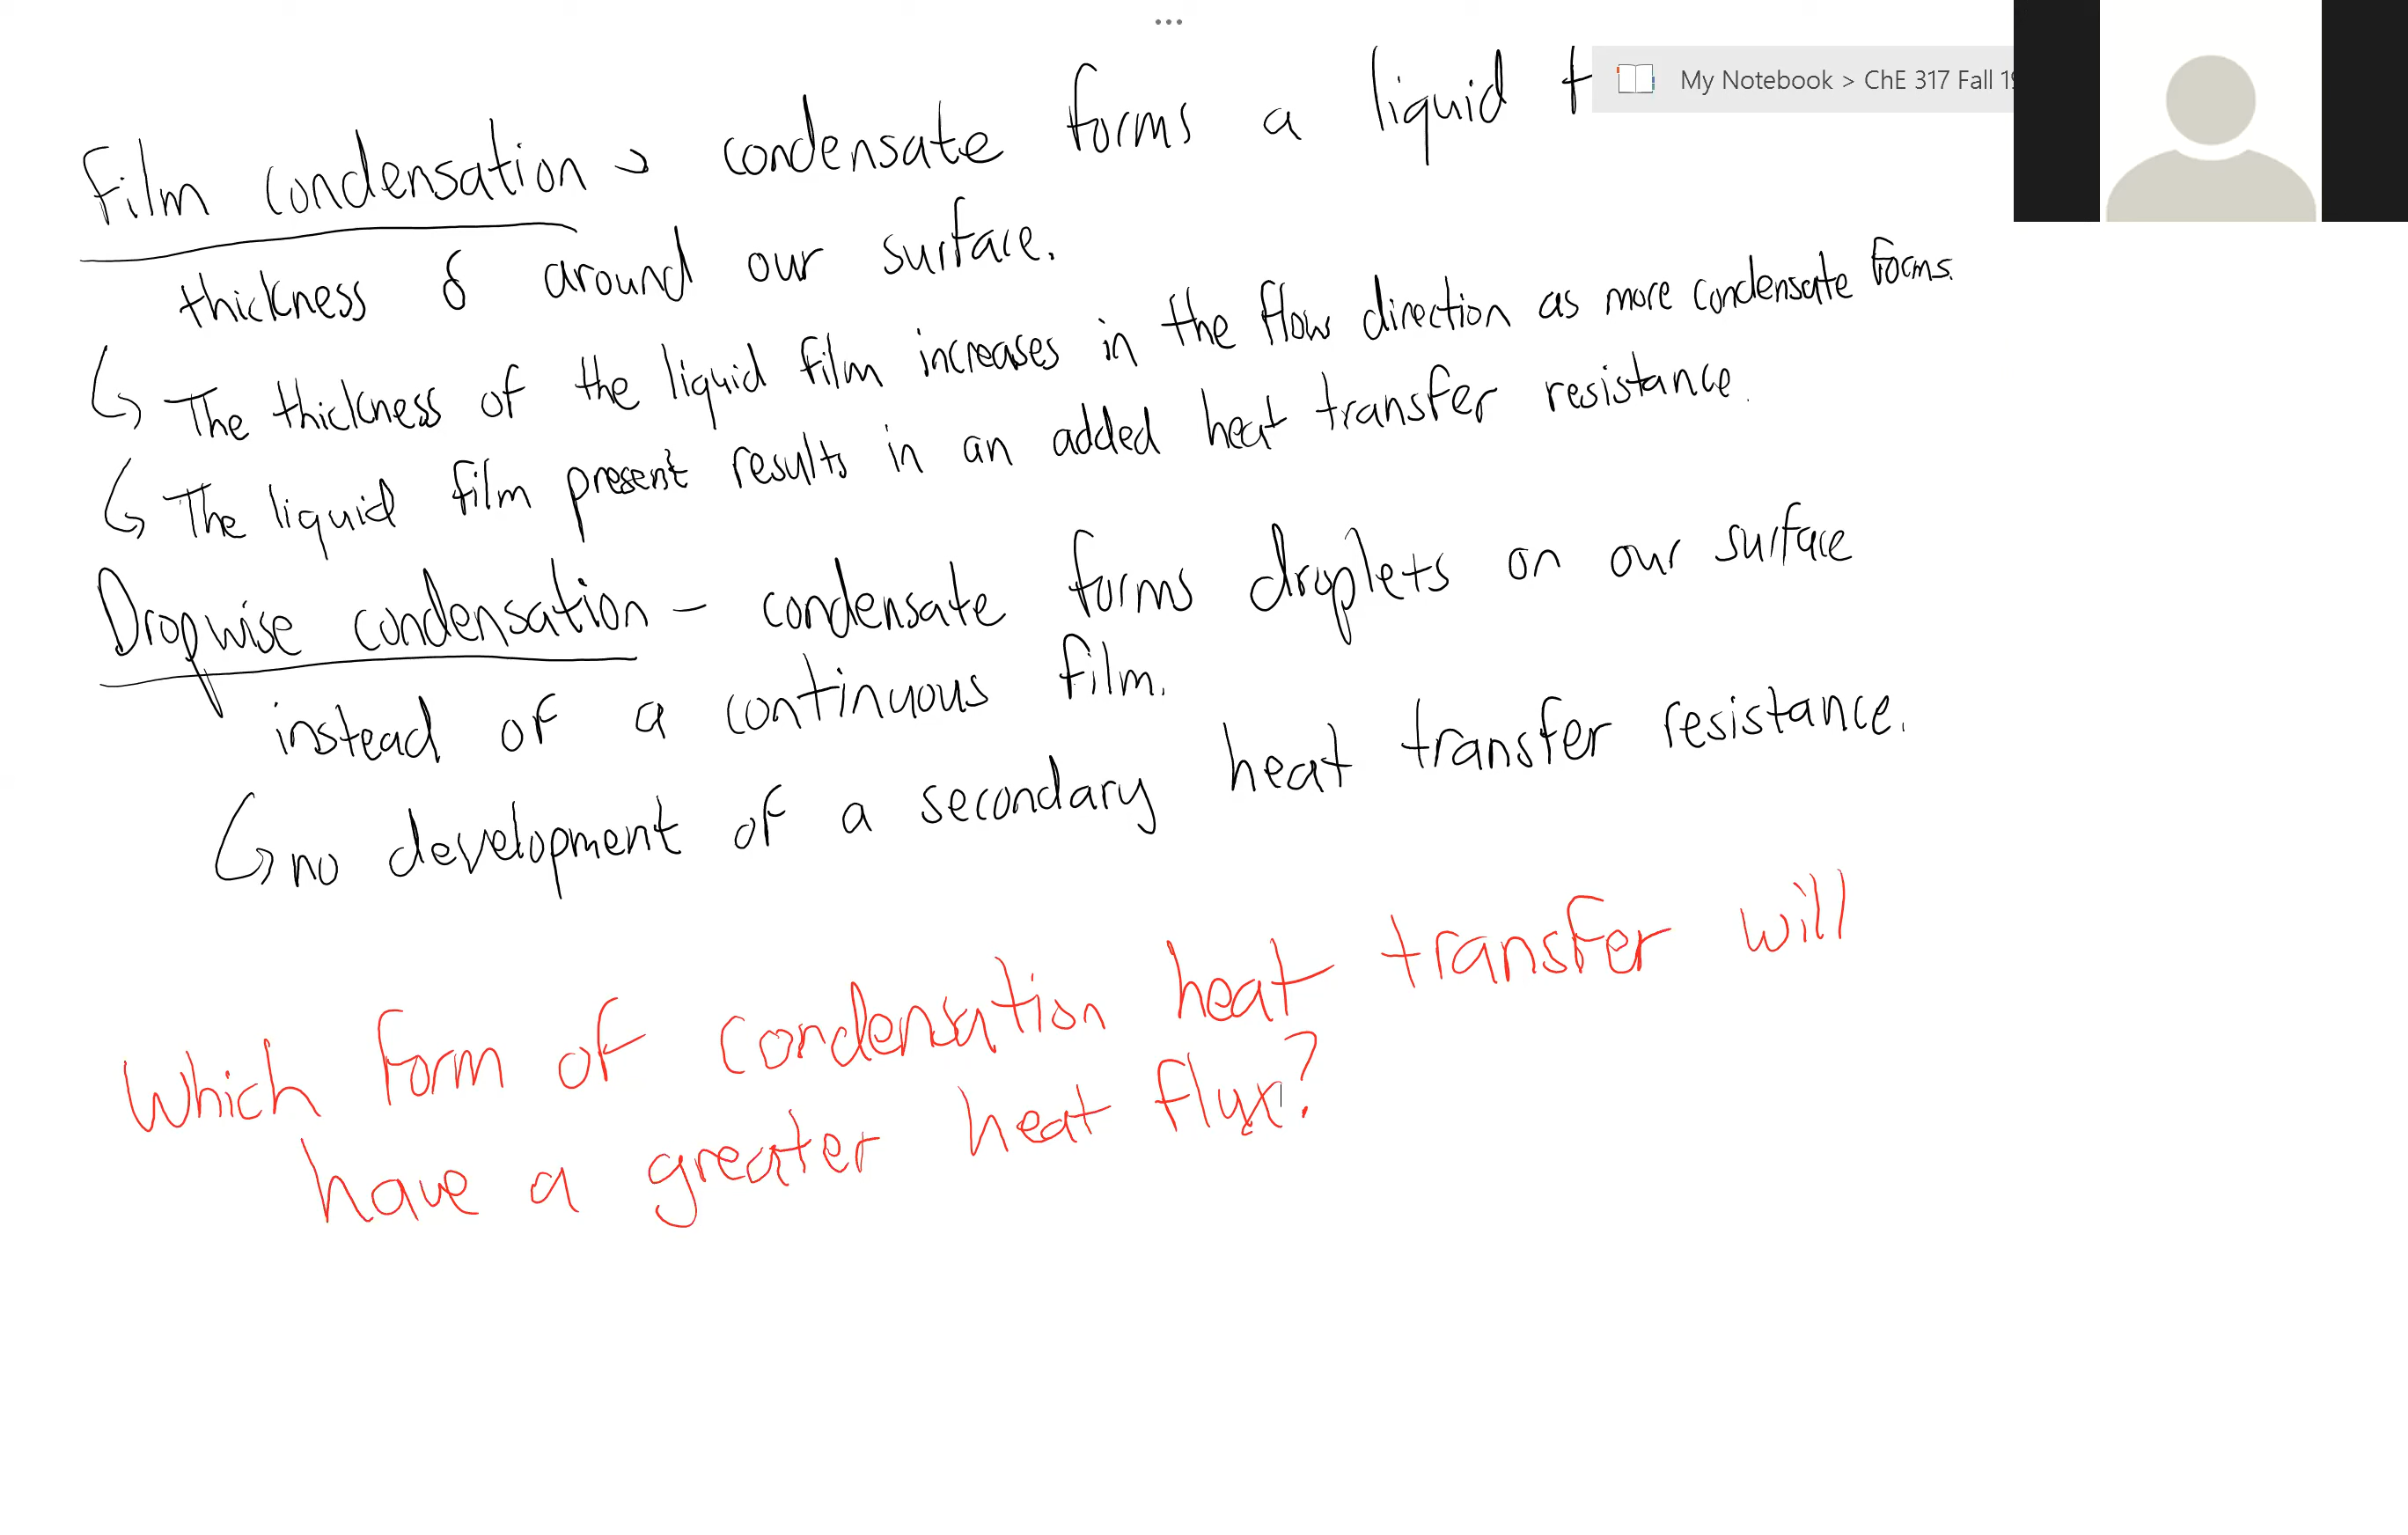 ...
My Notebook > ChE 317 Fall 19
Film condensation → condensate forms a liquid
thickness δ around our surface.
↳ The thickness of the liquid film increases in the flow direction as more condensate forms.
↳ The liquid film present results in an added heat transfer resistance.
Dropwise condensation – condensate forms droplets on our surface
instead of a continuous film.
↳ no development of a secondary heat transfer resistance.
Which form of condensation heat transfer will
have a greater heat flux?